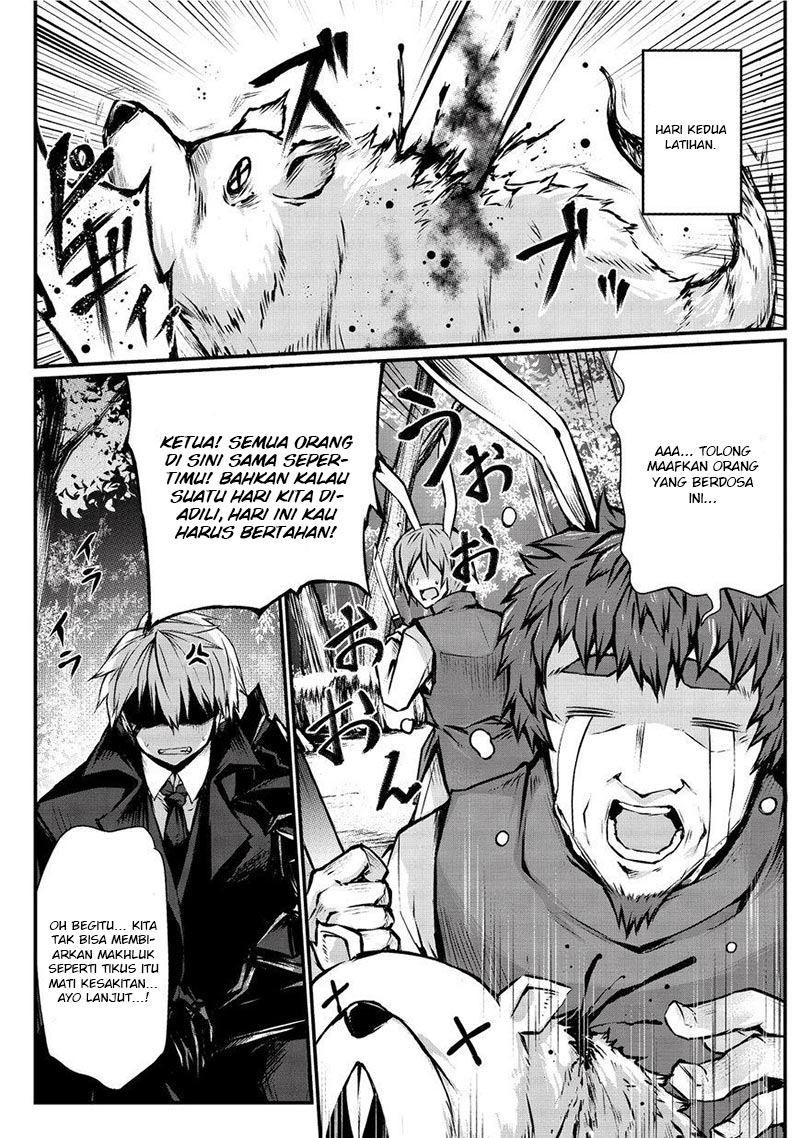 HARI KEDUA
LATIHAN.
ズ
ズ
ピギィィ
AAA... TOLONG
MAAFKAN ORANG
YANG BERDOSA
INI...
うおぉ
おおおん
KETUA! SEMUA ORANG
DI SINI SAMA SEPER-
TIMU! BAHKAN KALAU
SUATU HARI KITA DI-
ADILI, HARI INI KAU
HARUS BERTAHAN!
イライラ
OH BEGITU... KITA
TAK BISA MEMBI-
ARKAN MAKHLUK
SEPERTI TIKUS ITU
MATI KESAKITAN...
AYO LANJUT...!